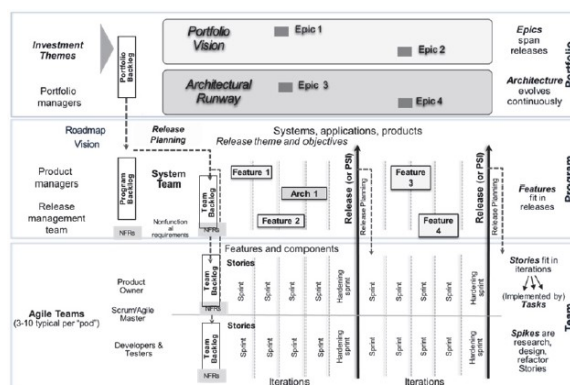 Investment
Themes
Portfolio
managers
Portfolio Backlog
Portfolio
Vision
Epic 1
Epic 2
Architectural
Runway
Epic 3
Epic 4
Epics
span
releases
Architecture
evolves
continuously
Portfolio
Roadmap
Vision
Release
Planning
Systems, applications, products
Release theme and objectives
Product
managers
Release
management
team
Program Backlog
NFRs
System
Team
Nonfunction
al
requirements
Team
Backlog
NFRs
Feature 1
Arch 1
Feature 2
Release (or PSI)
Release Planning
Feature
3
Feature
4
Release (or PSI)
Release Planning
Features
fit in
releases
Program
Features and components
Agile Teams
(3-10 typical per "pod")
Product
Owner
Scrum/Agile
Master
Developers &
Testers
Team
Backlog
NFRs
Stories
Sprint
Sprint
Sprint
Sprint
Hardening
sprint
Sprint
Sprint
Sprint
Sprint
Hardening
sprint
Team
Backlog
NFRs
Stories
Sprint
Sprint
Sprint
Sprint
Hardening
sprint
Sprint
Sprint
Sprint
Sprint
Hardening
sprint
Iterations
Iterations
Stories fit in
iterations
(Implemented by)
Tasks
Spikes are
research,
design,
refactor
Stories
Team